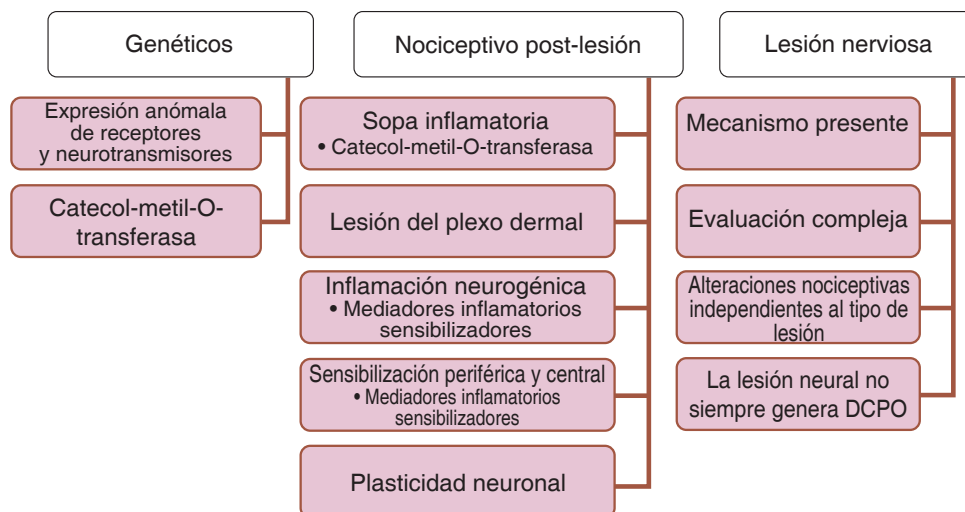 Genéticos
Expresión anómala
de receptores
y neurotransmisores
Catecol-metil-O-
transferasa
Nociceptivo post-lesión
Sopa inflamatoria
• Catecol-metil-O-transferasa
Lesión del plexo dermal
Inflamación neurogénica
• Mediadores inflamatorios
sensibilizadores
Sensibilización periférica y central
• Mediadores inflamatorios
sensibilizadores
Plasticidad neuronal
Lesión nerviosa
Mecanismo presente
Evaluación compleja
Alteraciones nociceptivas
independientes al tipo de
lesión
La lesión neural no
siempre genera DCPO